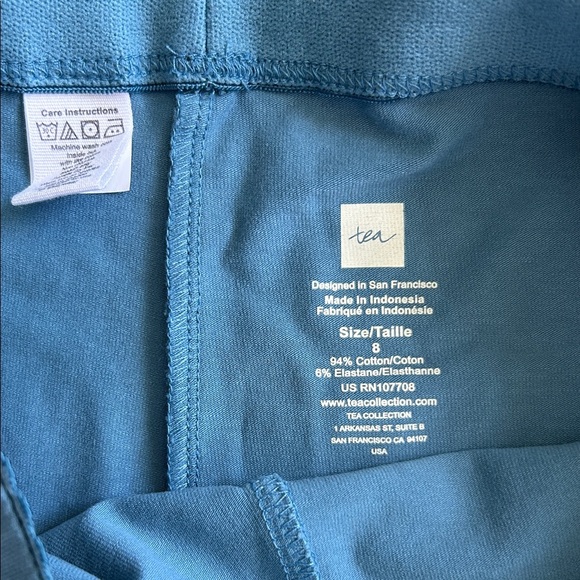 Care Instructions
Machine wash
Inside
tea
Designed in San Francisco
Made in Indonesia
Fabriqué en Indonésie
Size/Taille
8
94% Cotton/Coton
6% Elastane/Elasthanne
US RN107708
www.teacollection.com
TEA COLLECTION
1 ARKANSAS ST, SUITE B
SAN FRANCISCO CA 94107
USA